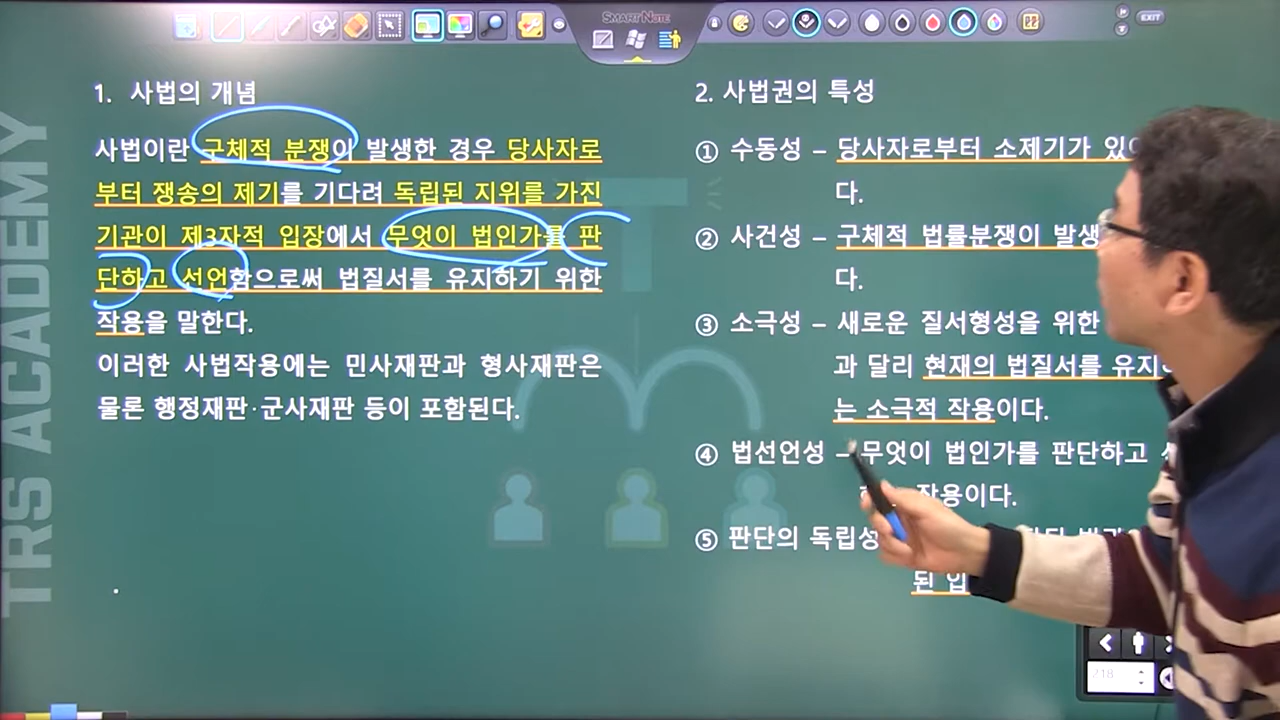 SMARTNOTE
EXIT
TRS ACADEMY
1. 사법의 개념
사법이란 구체적 분쟁이 발생한 경우 당사자로
부터 쟁송의 제기를 기다려 독립된 지위를 가진
기관이 제3자적 입장에서 무엇이 법인가를 판
단하고 선언함으로써 법질서를 유지하기 위한
작용을 말한다.
이러한 사법작용에는 민사재판과 형사재판은
물론 행정재판·군사재판 등이 포함된다.
2. 사법권의 특성
① 수동성 – 당사자로부터 소제기가 있어
다.
② 사건성 – 구체적 법률분쟁이 발생
다.
③ 소극성 – 새로운 질서형성을 위한
과 달리 현재의 법질서를 유지
는 소극적 작용이다.
④ 법선언성 – 무엇이 법인가를 판단하고
작용이다.
⑤ 판단의 독립성
된 입
218